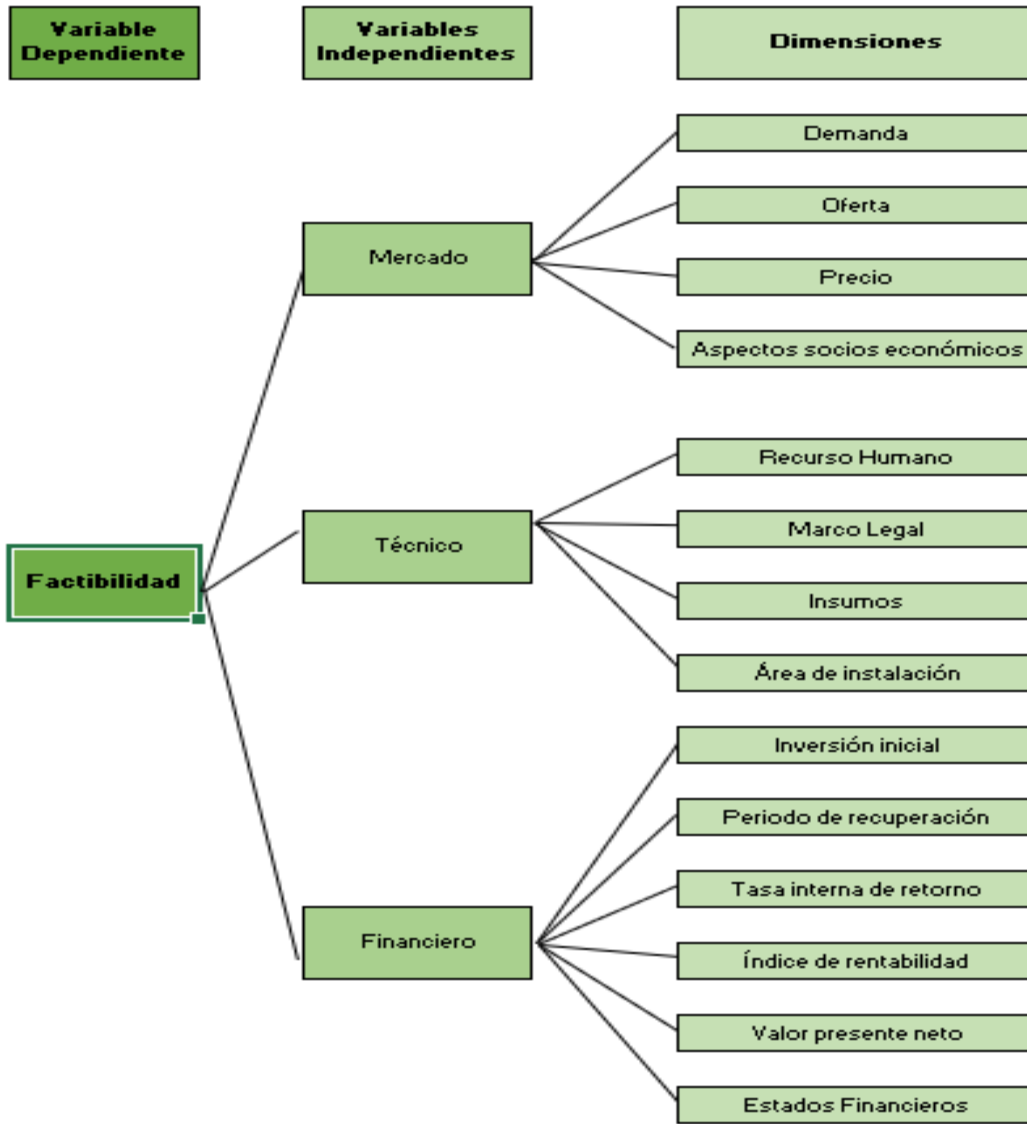 Variable
Dependiente
Variables
Independientes
Dimensiones
Demanda
Oferta
Mercado
Precio
Aspectos socios económicos
Recurso Humano
Técnico
Marco Legal
Factibilidad
Insumos
Área de instalación
Inversión inicial
Periodo de recuperación
Tasa interna de retorno
Financiero
Índice de rentabilidad
Valor presente neto
Estados Financieros